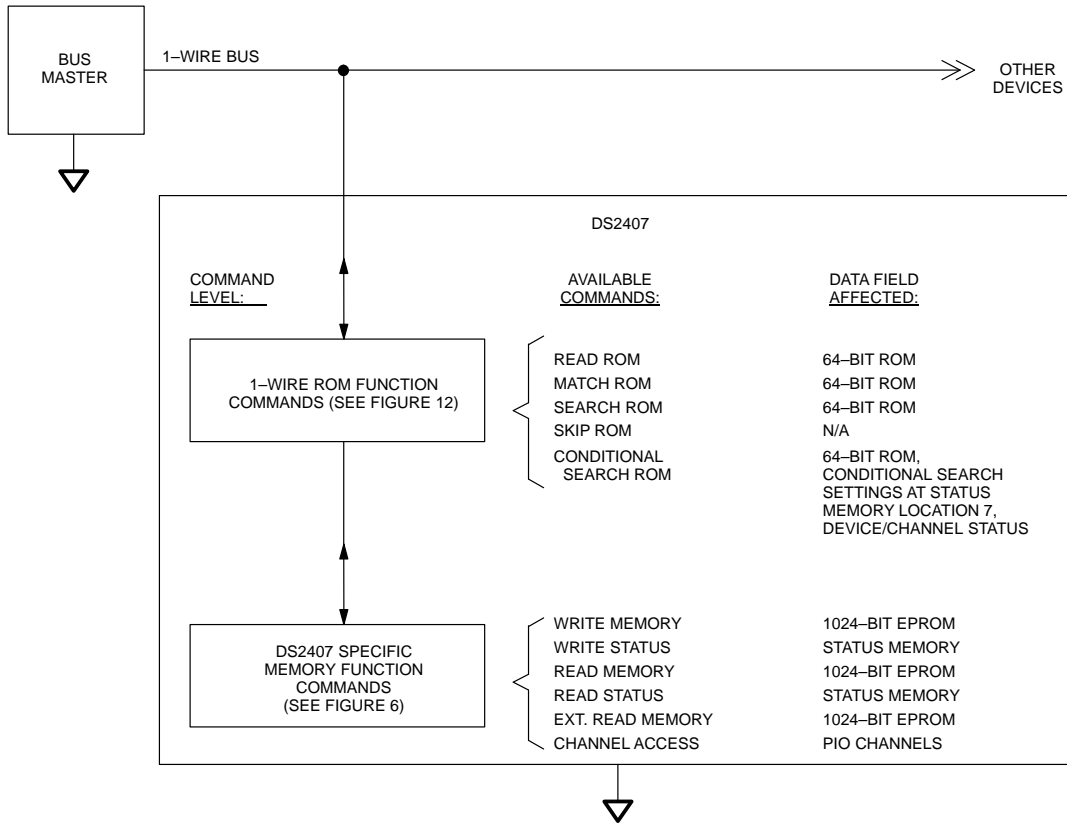 BUS
MASTER
1–WIRE BUS
OTHER
DEVICES
DS2407
COMMAND
LEVEL:
AVAILABLE
COMMANDS:
DATA FIELD
AFFECTED:
1–WIRE ROM FUNCTION
COMMANDS (SEE FIGURE 12)
READ ROM 64–BIT ROM
MATCH ROM 64–BIT ROM
SEARCH ROM 64–BIT ROM
SKIP ROM N/A
CONDITIONAL 64–BIT ROM,
SEARCH ROM CONDITIONAL SEARCH
SETTINGS AT STATUS
MEMORY LOCATION 7,
DEVICE/CHANNEL STATUS
DS2407 SPECIFIC
MEMORY FUNCTION
COMMANDS
(SEE FIGURE 6)
WRITE MEMORY 1024–BIT EPROM
WRITE STATUS STATUS MEMORY
READ MEMORY 1024–BIT EPROM
READ STATUS STATUS MEMORY
EXT. READ MEMORY 1024–BIT EPROM
CHANNEL ACCESS PIO CHANNELS